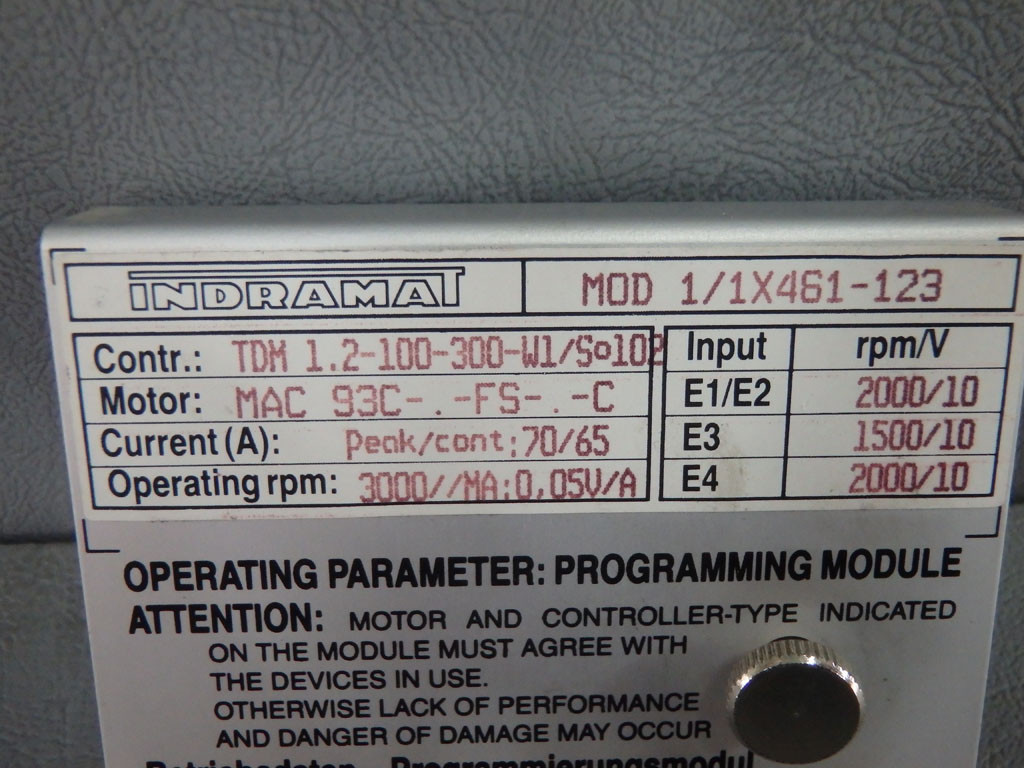 INDRAMAT MOD 1/1X461-123
Contr.: TDM 1.2-100-300-W1/So102
Motor: MAC 93C-.-FS-.-C
Current (A): Peak/cont:70/65
Operating rpm: 3000//MA:0,05V/A
Input rpm/V
E1/E2 2000/10
E3 1500/10
E4 2000/10
OPERATING PARAMETER: PROGRAMMING MODULE
ATTENTION: MOTOR AND CONTROLLER-TYPE INDICATED
ON THE MODULE MUST AGREE WITH
THE DEVICES IN USE.
OTHERWISE LACK OF PERFORMANCE
AND DANGER OF DAMAGE MAY OCCUR
Betriebsdaten - Programmierungsmodul